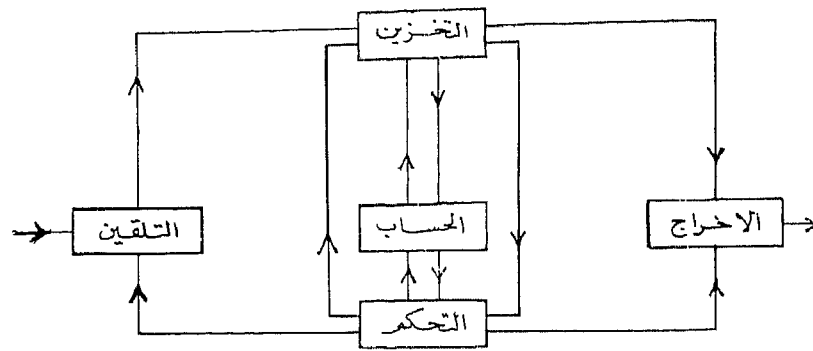 التخزين
التلقين
الحساب
الاخراج
التحكم